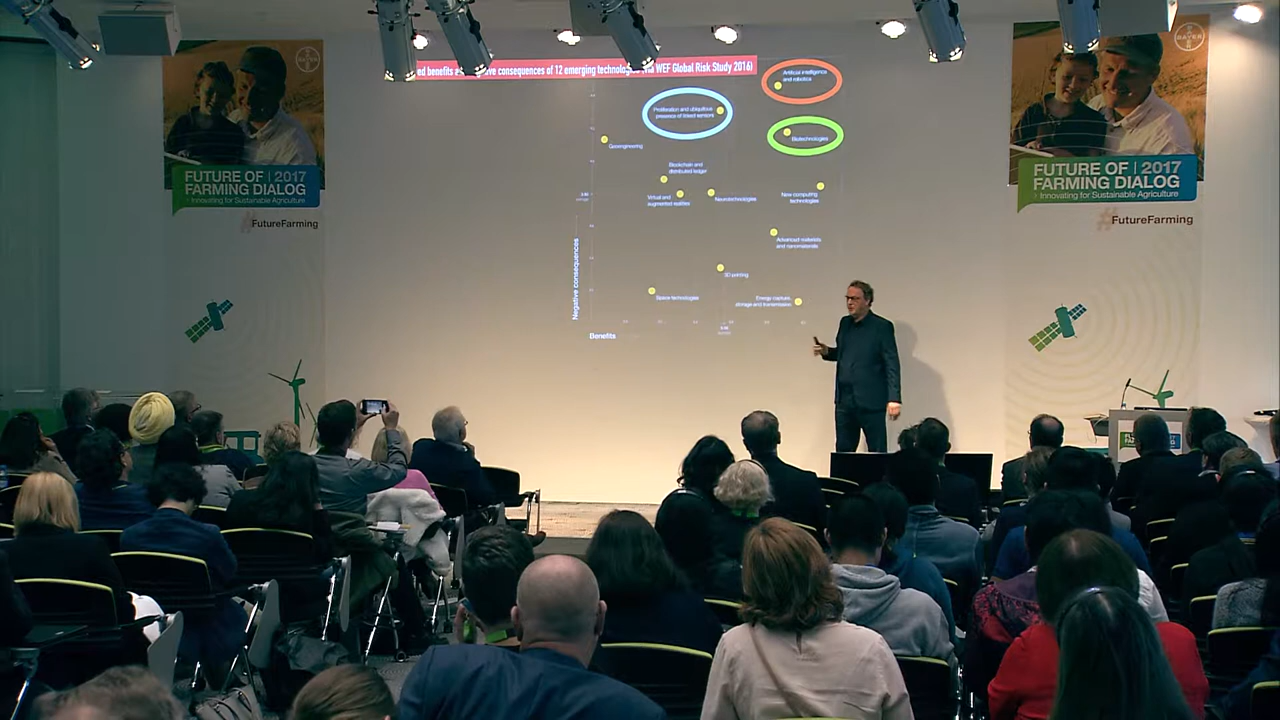 BAYER
FUTURE OF | 2017
FARMING DIALOG
Innovating for Sustainable Agriculture
#FutureFarming
ed benefits a consequences of 12 emerging technolog WEF Global Risk Study 2016)
Artificial intelligence
and robotics
Proliferation and ubiquitous
presence of linked sensors
Biotechnologies
Geoengineering
Blockchain and
distributed ledger
Virtual and
augmented realities
Neurotechnologies
New computing
technologies
Advanced materials
and nanomaterials
3D printing
Space technologies
Energy capture,
storage and transmission
Negative consequences
Benefits
BAYER
FUTURE OF | 2017
FARMING DIALOG
Innovating for Sustainable Agriculture
#FutureFarming